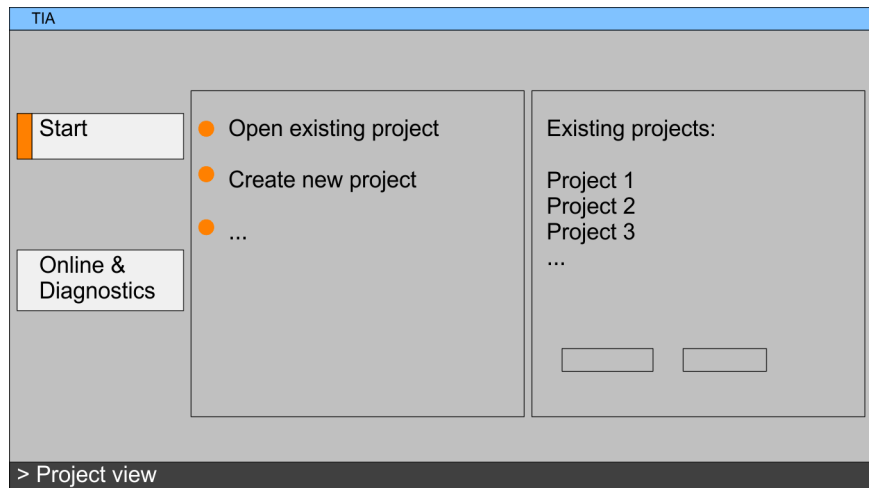 TIA
Start
Open existing project
Create new project
...
Online &
Diagnostics
Existing projects:
Project 1
Project 2
Project 3
...
> Project view